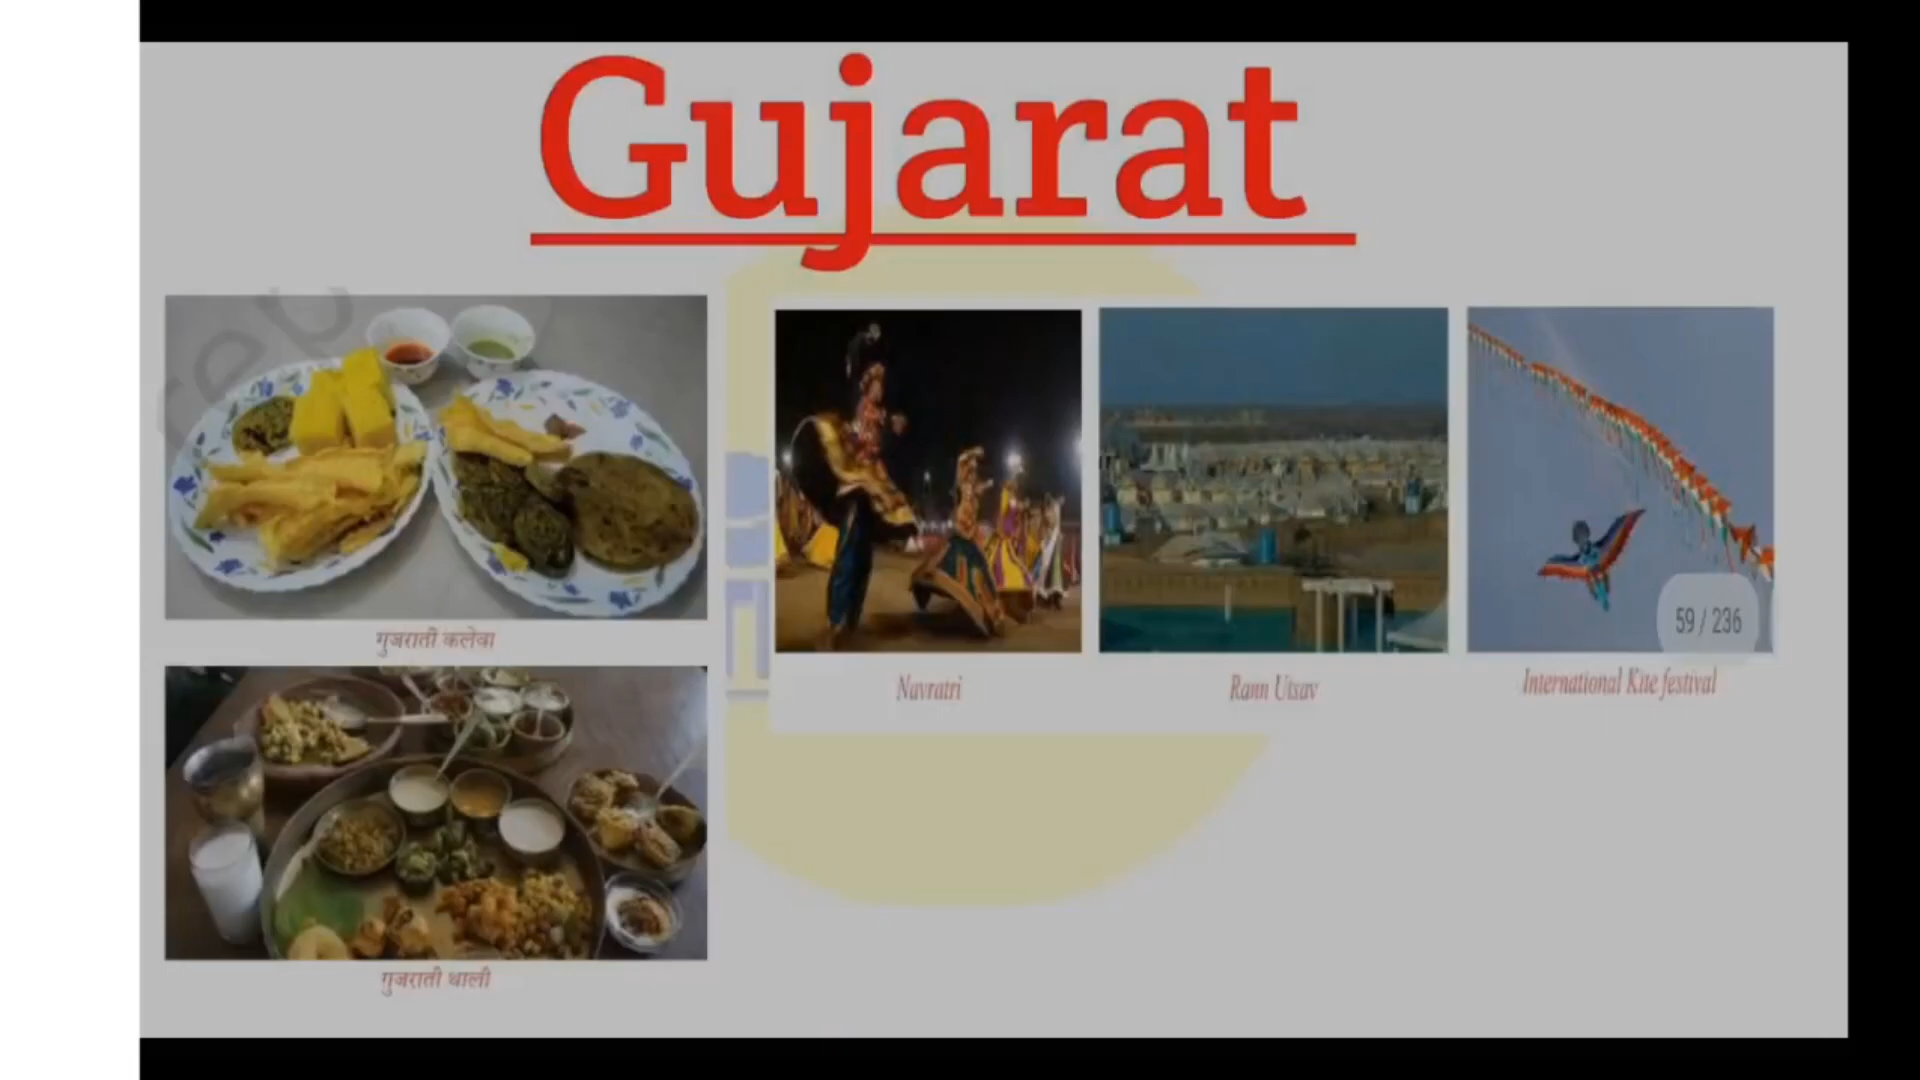 Gujarat
गुजराती कलेवा
गुजराती थाली
Navratri
Rann Utsav
International Kite festival
59 / 236